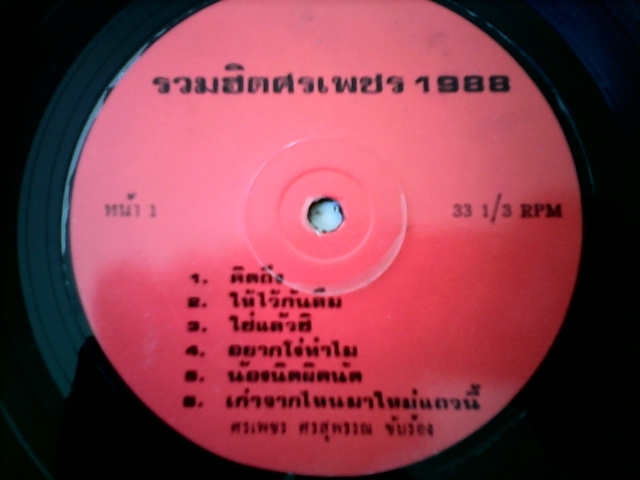 รวมฮิตศรเพชร 1988
หน้า 1
33 1/3 RPM
1. คิดถึง
2. ให้ไว้กันลืม
3. ใช่แล้วซิ
4. อยากโง่ทำไม
5. น้องนิดผิดนัด
6. เก่าจากไหนมาใหม่แถวนี้
ศรเพชร ศรสุพรรณ ขับร้อง